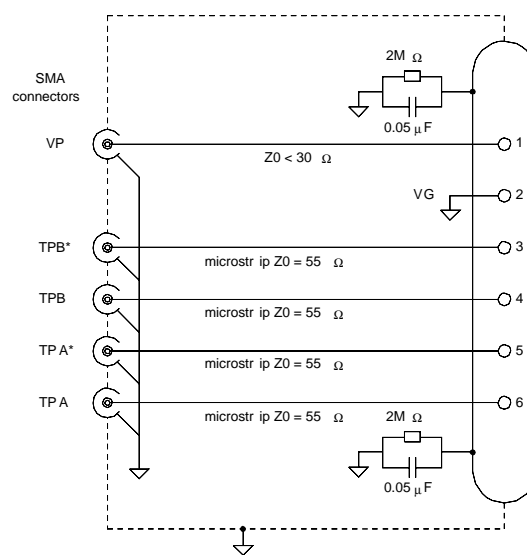 2M Ω
SMA
connectors
0.05 μF
VP
1
Z0 < 30 Ω
VG
2
TPB*
3
microstr ip Z0 = 55 Ω
TPB
4
microstr ip Z0 = 55 Ω
TP A*
5
microstr ip Z0 = 55 Ω
TP A
6
microstr ip Z0 = 55 Ω
2M Ω
0.05 μF